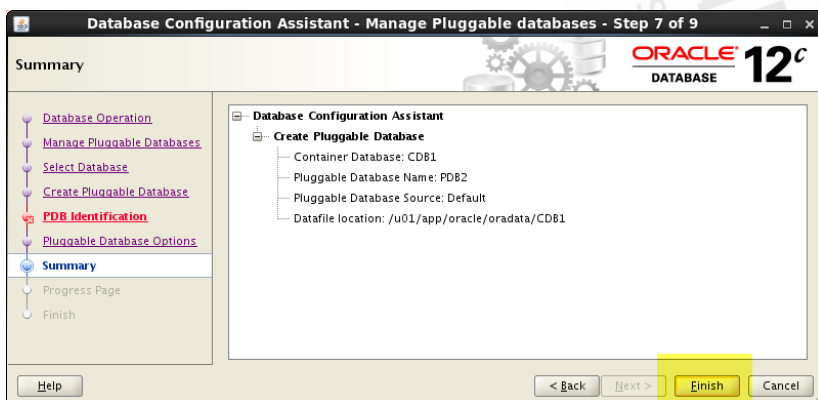 Database Configuration Assistant - Manage Pluggable databases - Step 7 of 9
Summary
ORACLE
DATABASE
12c
Database Operation
Manage Pluggable Databases
Select Database
Create Pluggable Database
PDB Identification
Pluggable Database Options
Summary
Progress Page
Finish
Database Configuration Assistant
Create Pluggable Database
Container Database: CDB1
Pluggable Database Name: PDB2
Pluggable Database Source: Default
Datafile location: /u01/app/oracle/oradata/CDB1
Help
< Back
Next >
Finish
Cancel